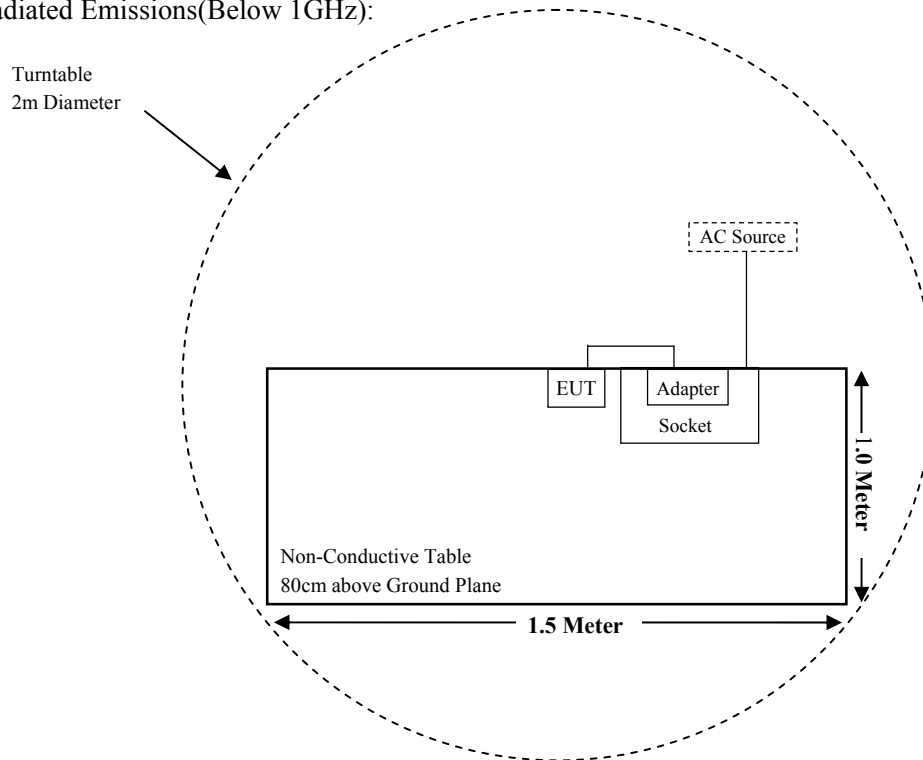 adiated Emissions(Below 1GHz):
Turntable
2m Diameter
AC Source
EUT
Adapter
Socket
1.0 Meter
Non-Conductive Table
80cm above Ground Plane
1.5 Meter